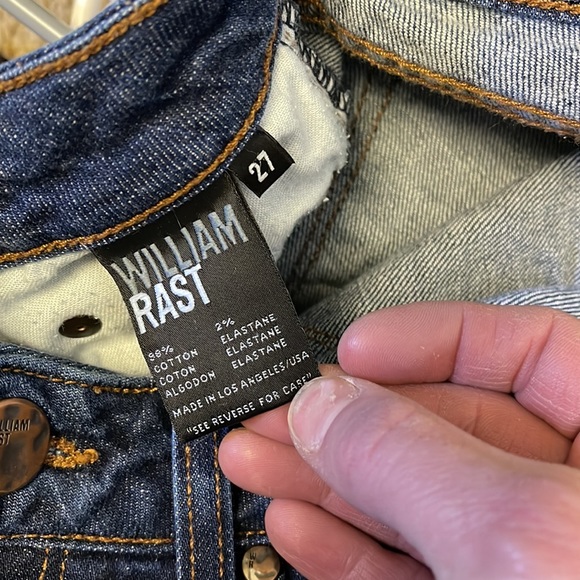 27
WILLIAM
RAST
98% 2%
COTTON ELASTANE
COTON ELASTANE
ALGODON ELASTANE
MADE IN LOS ANGELES/USA
"SEE REVERSE FOR CARE"
RAST